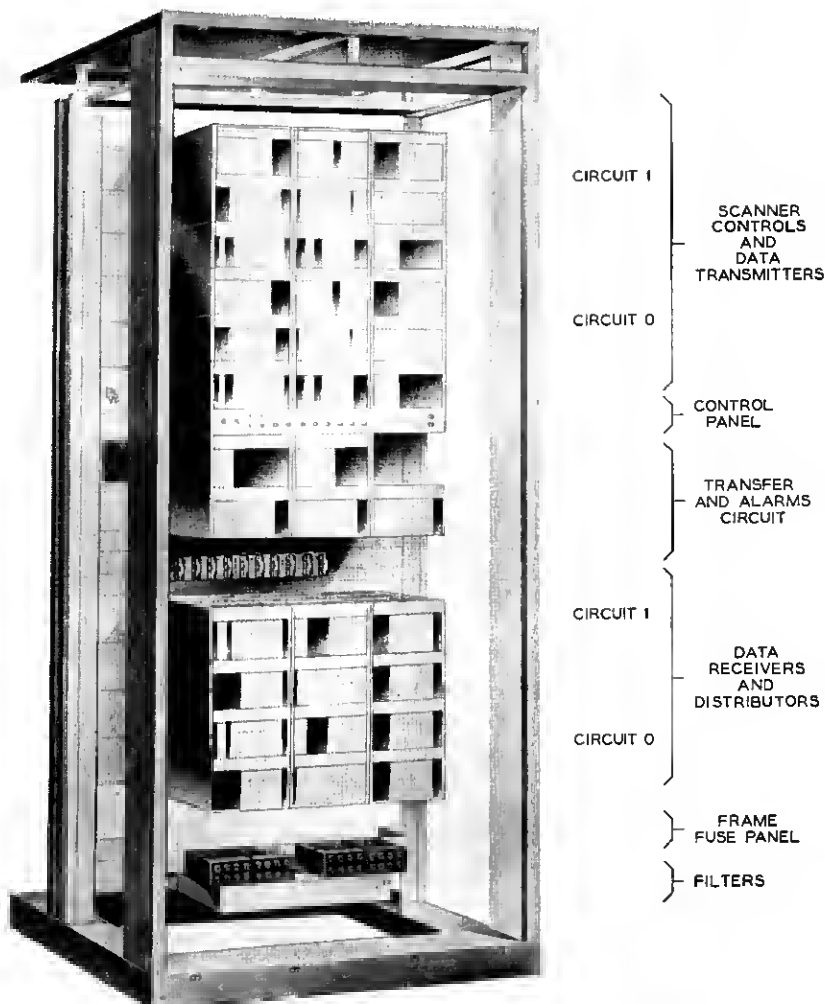 CIRCUIT 1
SCANNER
CONTROLS
AND
DATA
TRANSMITTERS
CIRCUIT 0
CONTROL
PANEL
TRANSFER
AND ALARMS
CIRCUIT
CIRCUIT 1
DATA
RECEIVERS
AND
DISTRIBUTORS
CIRCUIT 0
FRAME
FUSE PANEL
FILTERS